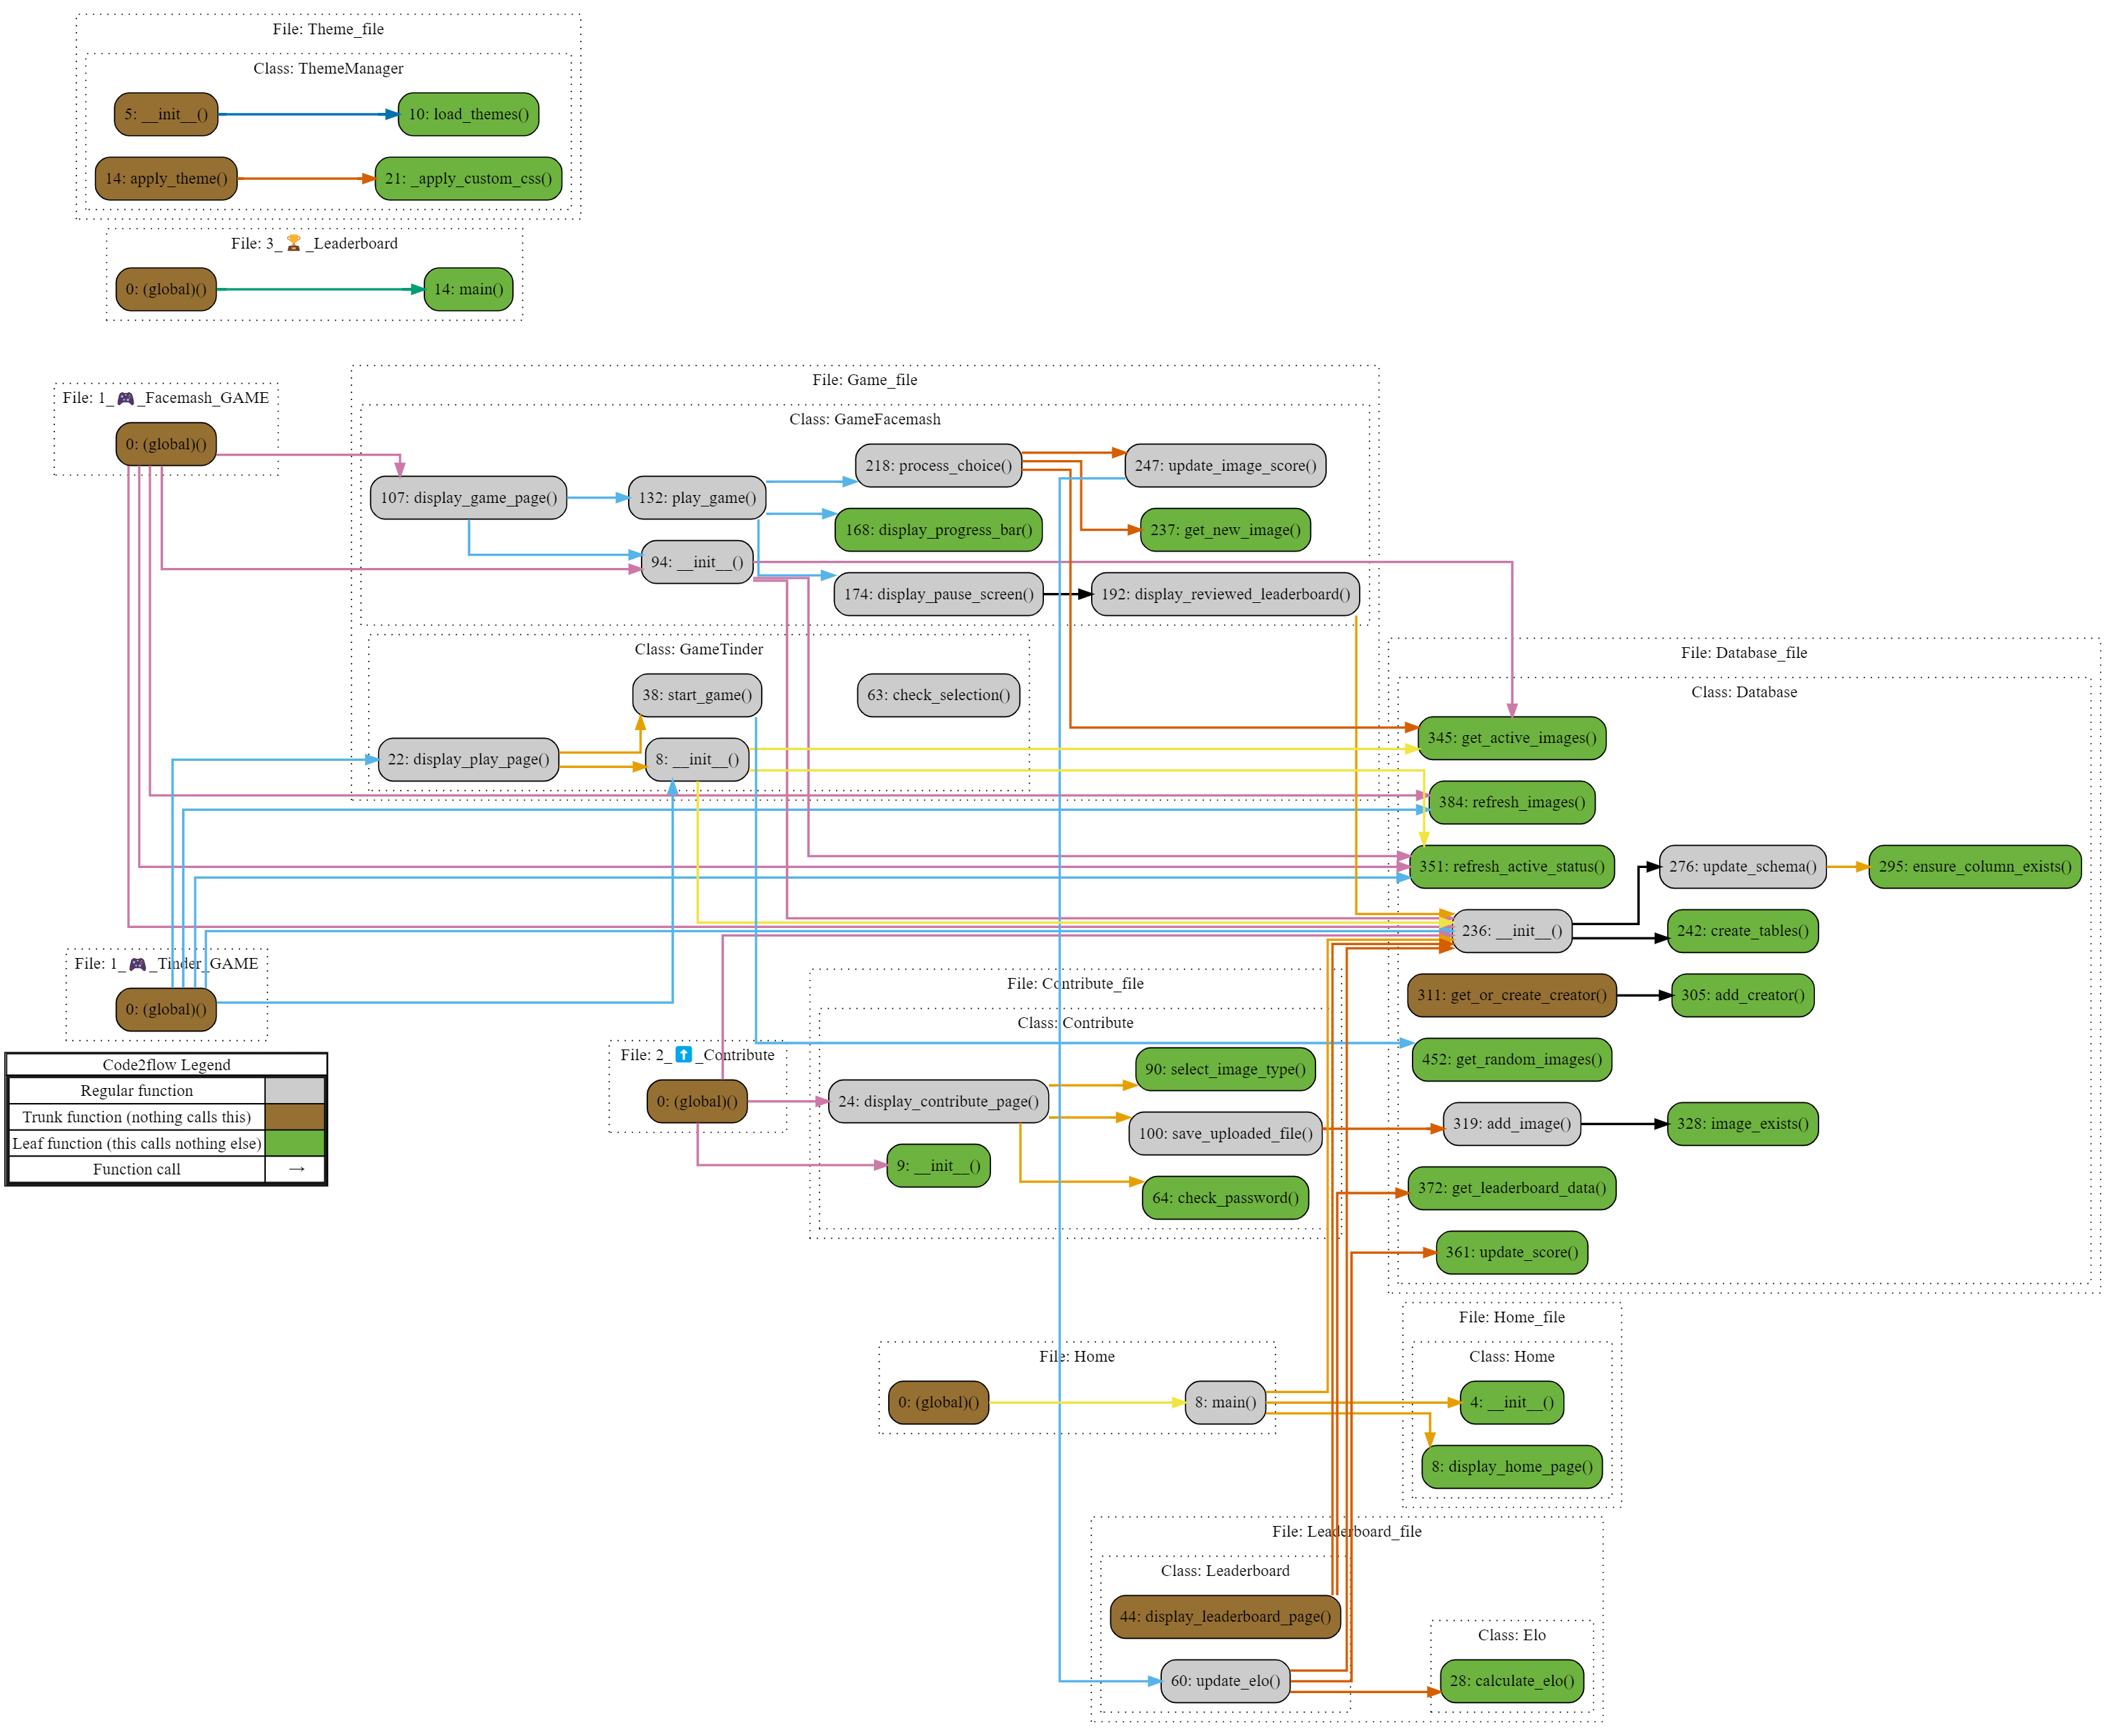 File: Theme_file
Class: ThemeManager
5: __init__()
10: load_themes()
14: apply_theme()
21: _apply_custom_css()
File: 3_🏆_Leaderboard
0: (global)()
14: main()
File: 1_🎮_Facemash_GAME
0: (global)()
File: Game_file
Class: GameFacemash
218: process_choice()
247: update_image_score()
107: display_game_page()
132: play_game()
168: display_progress_bar()
237: get_new_image()
94: __init__()
174: display_pause_screen()
192: display_reviewed_leaderboard()
Class: GameTinder
38: start_game()
63: check_selection()
22: display_play_page()
8: __init__()
File: Database_file
Class: Database
345: get_active_images()
384: refresh_images()
351: refresh_active_status()
276: update_schema()
295: ensure_column_exists()
236: __init__()
242: create_tables()
311: get_or_create_creator()
305: add_creator()
452: get_random_images()
319: add_image()
328: image_exists()
372: get_leaderboard_data()
361: update_score()
File: 1_🎮_Tinder_GAME
0: (global)()
Code2flow Legend
Regular function
Trunk function (nothing calls this)
Leaf function (this calls nothing else)
Function call →
File: 2_⬆️_Contribute
0: (global)()
File: Contribute_file
Class: Contribute
90: select_image_type()
24: display_contribute_page()
100: save_uploaded_file()
9: __init__()
64: check_password()
File: Home
0: (global)()
8: main()
File: Home_file
Class: Home
4: __init__()
8: display_home_page()
File: Leaderboard_file
Class: Leaderboard
44: display_leaderboard_page()
60: update_elo()
Class: Elo
28: calculate_elo()